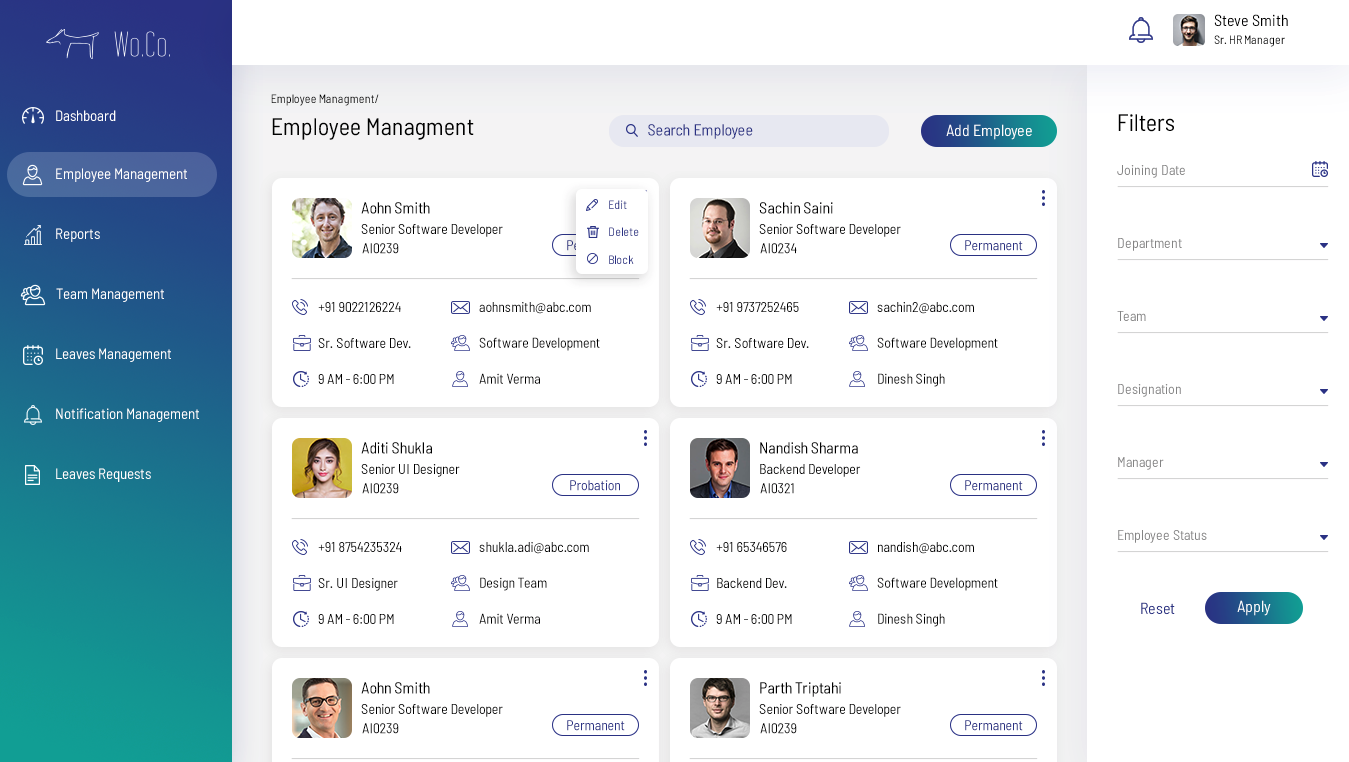 Wo.Co.
Dashboard
Employee Management
Reports
Team Management
Leaves Management
Notification Management
Leaves Requests
Steve Smith
Sr. HR Manager
Employee Managment/
Employee Managment
Search Employee
Add Employee
Aohn Smith
Senior Software Developer
AI0239
Pe
Edit
Delete
Block
+91 9022126224
aohnsmith@abc.com
Sr. Software Dev.
Software Development
9 AM - 6:00 PM
Amit Verma
Sachin Saini
Senior Software Developer
AI0234
Permanent
+91 9737252465
sachin2@abc.com
Sr. Software Dev.
Software Development
9 AM - 6:00 PM
Dinesh Singh
Aditi Shukla
Senior UI Designer
AI0239
Probation
+91 8754235324
shukla.adi@abc.com
Sr. UI Designer
Design Team
9 AM - 6:00 PM
Amit Verma
Nandish Sharma
Backend Developer
AI0321
Permanent
+91 65346576
nandish@abc.com
Backend Dev.
Software Development
9 AM - 6:00 PM
Dinesh Singh
Aohn Smith
Senior Software Developer
AI0239
Permanent
Parth Triptahi
Senior Software Developer
AI0239
Permanent
Filters
Joining Date
Department
Team
Designation
Manager
Employee Status
Reset
Apply